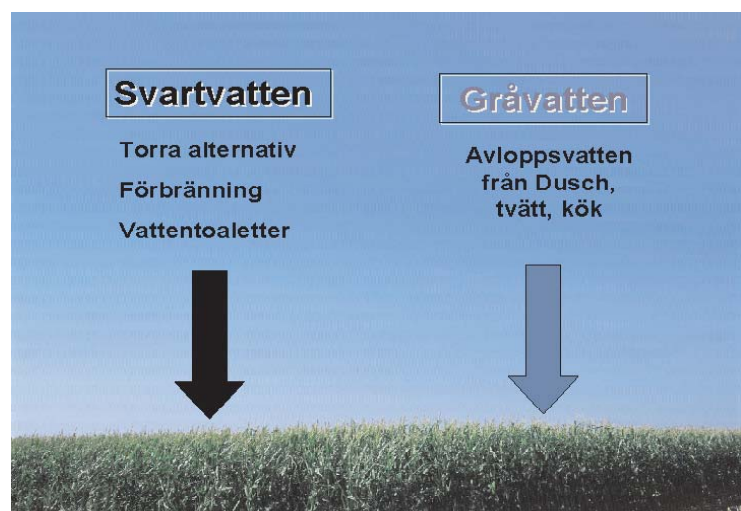 Svartvatten
Torra alternativ
Förbränning
Vattentoaletter
Gråvatten
Avloppsvatten
från Dusch,
tvätt, kök